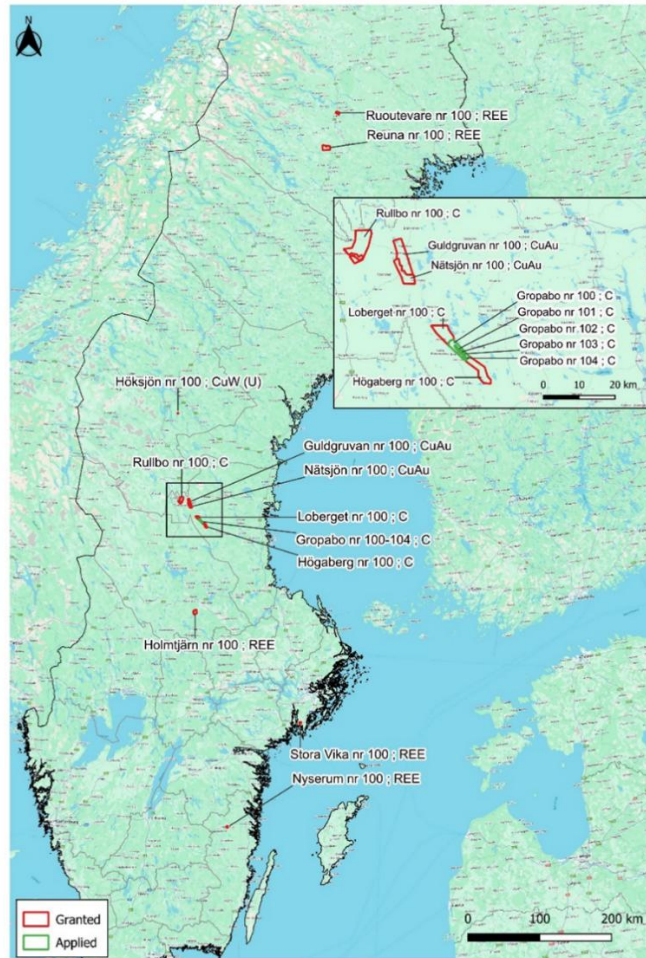 Ruoutevare nr 100 ; REE
Reuna nr 100 ; REE
Rullbo nr 100 ; C
Guldgruvan nr 100 ; CuAu
Nätsjön nr 100 ; CuAu
Gropabo nr 100 ; C
Loberget nr 100 ; C
Gropabo nr 101 ; C
Gropabo nr 102 ; C
Gropabo nr 103 ; C
Gropabo nr 104 ; C
Högaberg nr 100 ; C
0 10 20 km
Höksjön nr 100 ; CuW (U)
Guldgruvan nr 100 ; CuAu
Rullbo nr 100 ; C
Nätsjön nr 100 ; CuAu
Loberget nr 100 ; C
Gropabo nr 100-104 ; C
Högaberg nr 100 ; C
Holmtjärn nr 100 ; REE
Stora Vika nr 100 ; REE
Nyserum nr 100 ; REE
Granted
Applied
0 100 200 km